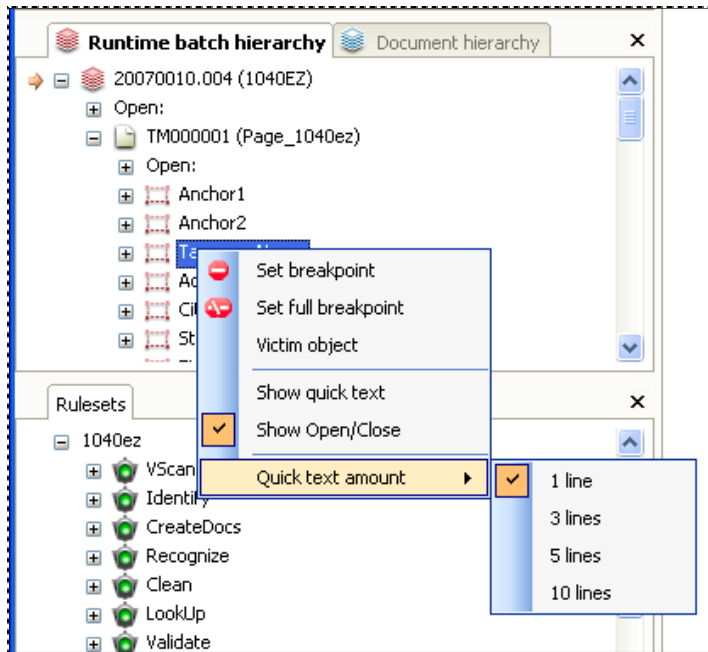 Runtime batch hierarchy Document hierarchy
20070010.004 (1040EZ)
Open:
TM000001 (Page_1040ez)
Open:
Anchor1
Anchor2
Set breakpoint
Set full breakpoint
Victim object
Show quick text
Show Open/Close
Quick text amount
1 line
3 lines
5 lines
10 lines
Rulesets
1040ez
VScan
Identify
CreateDocs
Recognize
Clean
LookUp
Validate